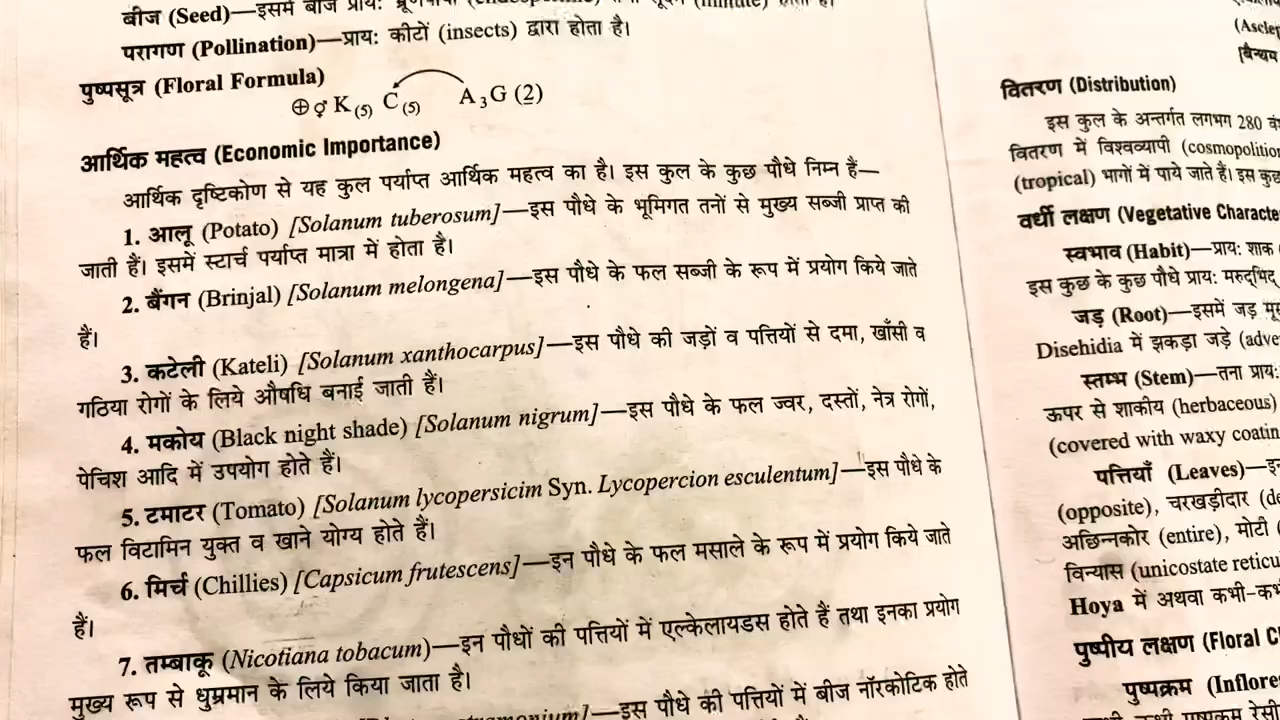 बीज (Seed)—इसमें बीज प्रायः
परागण (Pollination)—प्रायः कीटों (insects) द्वारा होता है।
पुष्पसूत्र (Floral Formula)
⊕⚥ K(5) C(5) A3G (2)
आर्थिक महत्व (Economic Importance)
आर्थिक दृष्टिकोण से यह कुल पर्याप्त आर्थिक महत्व का है। इस कुल के कुछ पौधे निम्न हैं—
1. आलू (Potato) [Solanum tuberosum]—इस पौधे के भूमिगत तनों से मुख्य सब्जी प्राप्त की
जाती हैं। इसमें स्टार्च पर्याप्त मात्रा में होता है।
2. बैंगन (Brinjal) [Solanum melongena]—इस पौधे के फल सब्जी के रूप में प्रयोग किये जाते
हैं।
3. कटेली (Kateli) [Solanum xanthocarpus]—इस पौधे की जड़ों व पत्तियों से दमा, खाँसी व
गठिया रोगों के लिये औषधि बनाई जाती हैं।
4. मकोय (Black night shade) [Solanum nigrum]—इस पौधे के फल ज्वर, दस्तों, नेत्र रोगों,
पेचिश आदि में उपयोग होते हैं।
5. टमाटर (Tomato) [Solanum lycopersicim Syn. Lycopercion esculentum]—इस पौधे के
फल विटामिन युक्त व खाने योग्य होते हैं।
6. मिर्च (Chillies) [Capsicum frutescens]—इन पौधे के फल मसाले के रूप में प्रयोग किये जाते
हैं।
7. तम्बाकू (Nicotiana tobacum)—इन पौधों की पत्तियों में एल्केलायडस होते हैं तथा इनका प्रयोग
मुख्य रूप से धुम्रमान के लिये किया जाता है।
—इस पौधे की पत्तियों में बीज नॉरकोटिक होते
वितरण (Distribution)
इस कुल के अन्तर्गत लगभग 280
वितरण में विश्वव्यापी (cosmopolition
(tropical) भागों में पाये जाते हैं। इस
वर्धी लक्षण (Vegetative
स्वभाव (Habit)—प्रायः शाक
इस कुछ के कुछ पौधे प्रायः मरुद्भिद्
जड़ (Root)—इसमें जड़
Disehidia में झकड़ा जड़े
स्तम्भ (Stem)—तना प्रायः
ऊपर से शाकीय (herbaceous)
(covered with waxy
पत्तियाँ (Leaves)—
(opposite), चरखड़ीदार
अछिन्नकोर (entire), मोटी
विन्यास (unicostate
Hoya में अथवा
पुष्पीय लक्षण (Floral
पुष्पक्रम